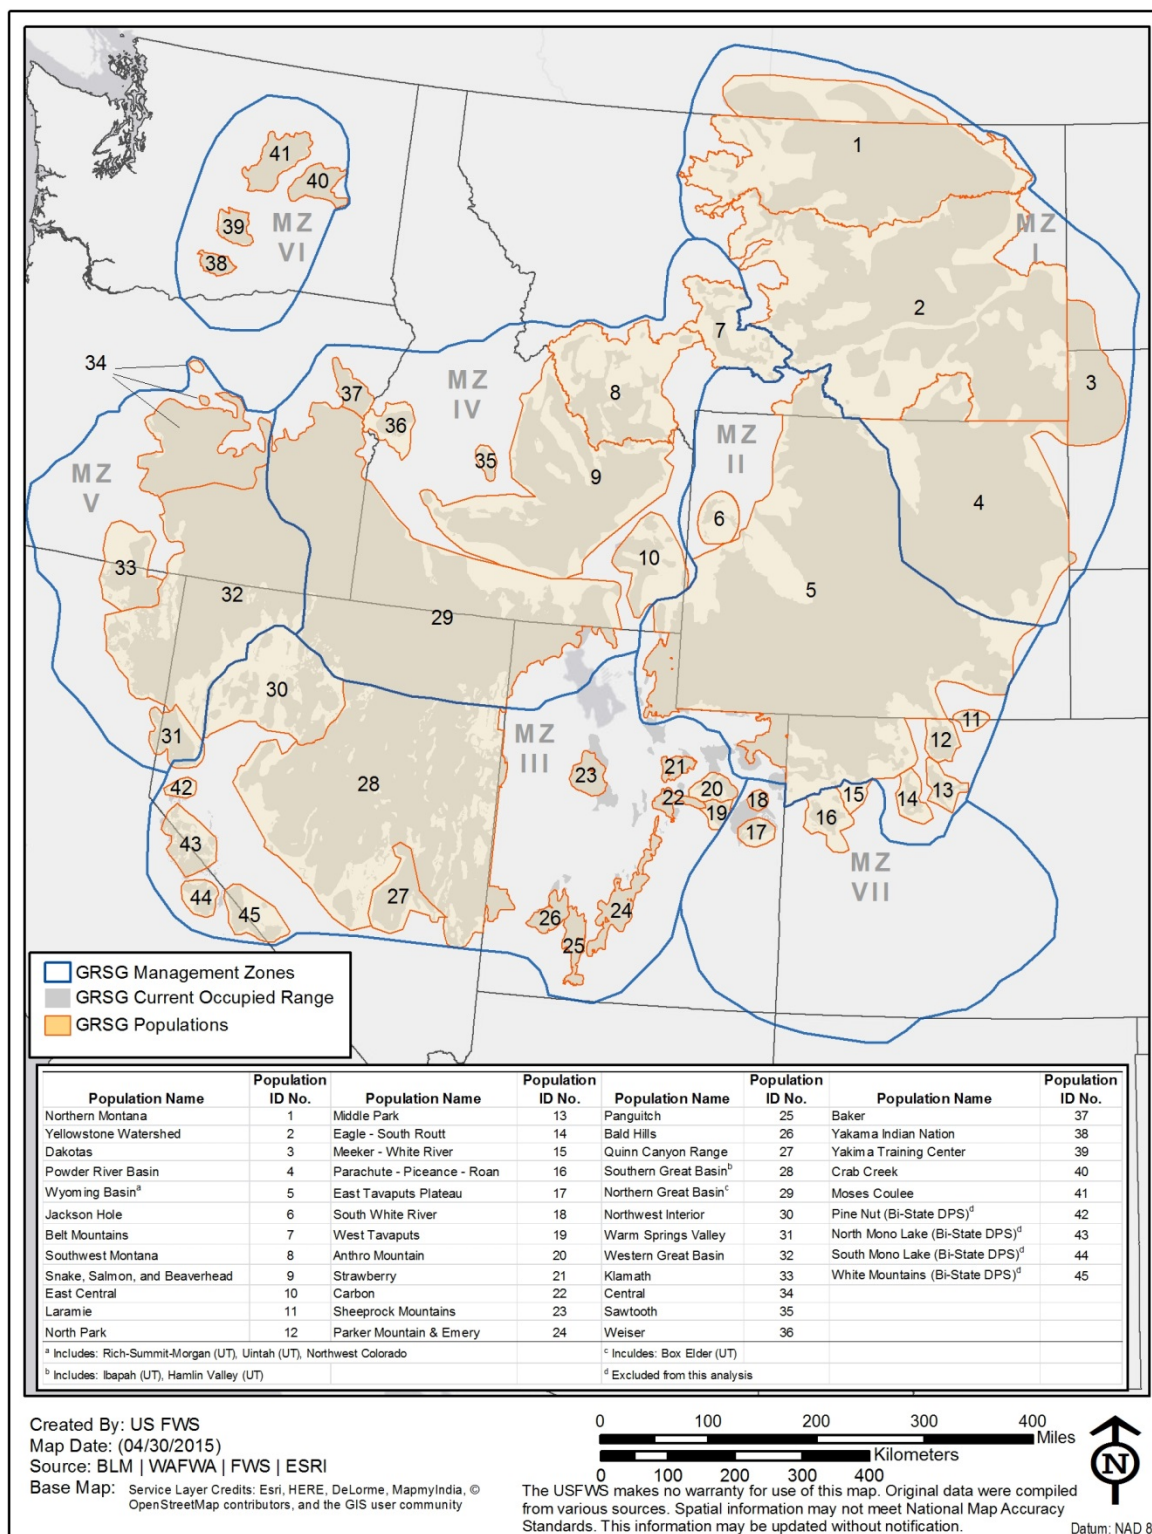 1
41
40
39
MZ
VI
38
MZ
I
2
7
3
34
37
MZ
IV
8
36
MZ
II
35
9
MZ
V
4
6
33
10
32
5
29
30
31
MZ
III
11
12
28
23
21
42
20
22
18
15
13
14
19
16
17
43
MZ
VII
44
27
45
26
24
25
GRSG Management Zones
GRSG Current Occupied Range
GRSG Populations
Population Name Population ID No. Population Name Population ID No. Population Name Population ID No. Population Name Population ID No.
Northern Montana 1 Middle Park 13 Panguitch 25 Baker 37
Yellowstone Watershed 2 Eagle - South Routt 14 Bald Hills 26 Yakama Indian Nation 38
Dakotas 3 Meeker - White River 15 Quinn Canyon Range 27 Yakima Training Center 39
Powder River Basin 4 Parachute - Piceance - Roan 16 Southern Great Basin b 28 Crab Creek 40
Wyoming Basin a 5 East Tavaputs Plateau 17 Northern Great Basin c 29 Moses Coulee 41
Jackson Hole 6 South White River 18 Northwest Interior 30 Pine Nut (Bi-State DPS) d 42
Belt Mountains 7 West Tavaputs 19 Warm Springs Valley 31 North Mono Lake (Bi-State DPS) d 43
Southwest Montana 8 Anthro Mountain 20 Western Great Basin 32 South Mono Lake (Bi-State DPS) d 44
Snake, Salmon, and Beaverhead 9 Strawberry 21 Klamath 33 White Mountains (Bi-State DPS) d 45
East Central 10 Carbon 22 Central 34
Laramie 11 Sheeprock Mountains 23 Sawtooth 35
North Park 12 Parker Mountain & Emery 24 Weiser 36
a Includes: Rich-Summit-Morgan (UT), Uintah (UT), Northwest Colorado c Inculdes: Box Elder (UT)
b Includes: Ibapah (UT), Hamlin Valley (UT) d Excluded from this analysis
Created By: US FWS
Map Date: (04/30/2015)
Source: BLM | WAFWA | FWS | ESRI
Base Map: Service Layer Credits: Esri, HERE, DeLorme, MapmyIndia, ©
OpenStreetMap contributors, and the GIS user community
0 100 200 300 400
Miles
Kilometers
0 100 200 300 400
The USFWS makes no warranty for use of this map. Original data were compiled
from various sources. Spatial information may not meet National Map Accuracy
Standards. This information may be updated without notification.
N
Datum: NAD 8